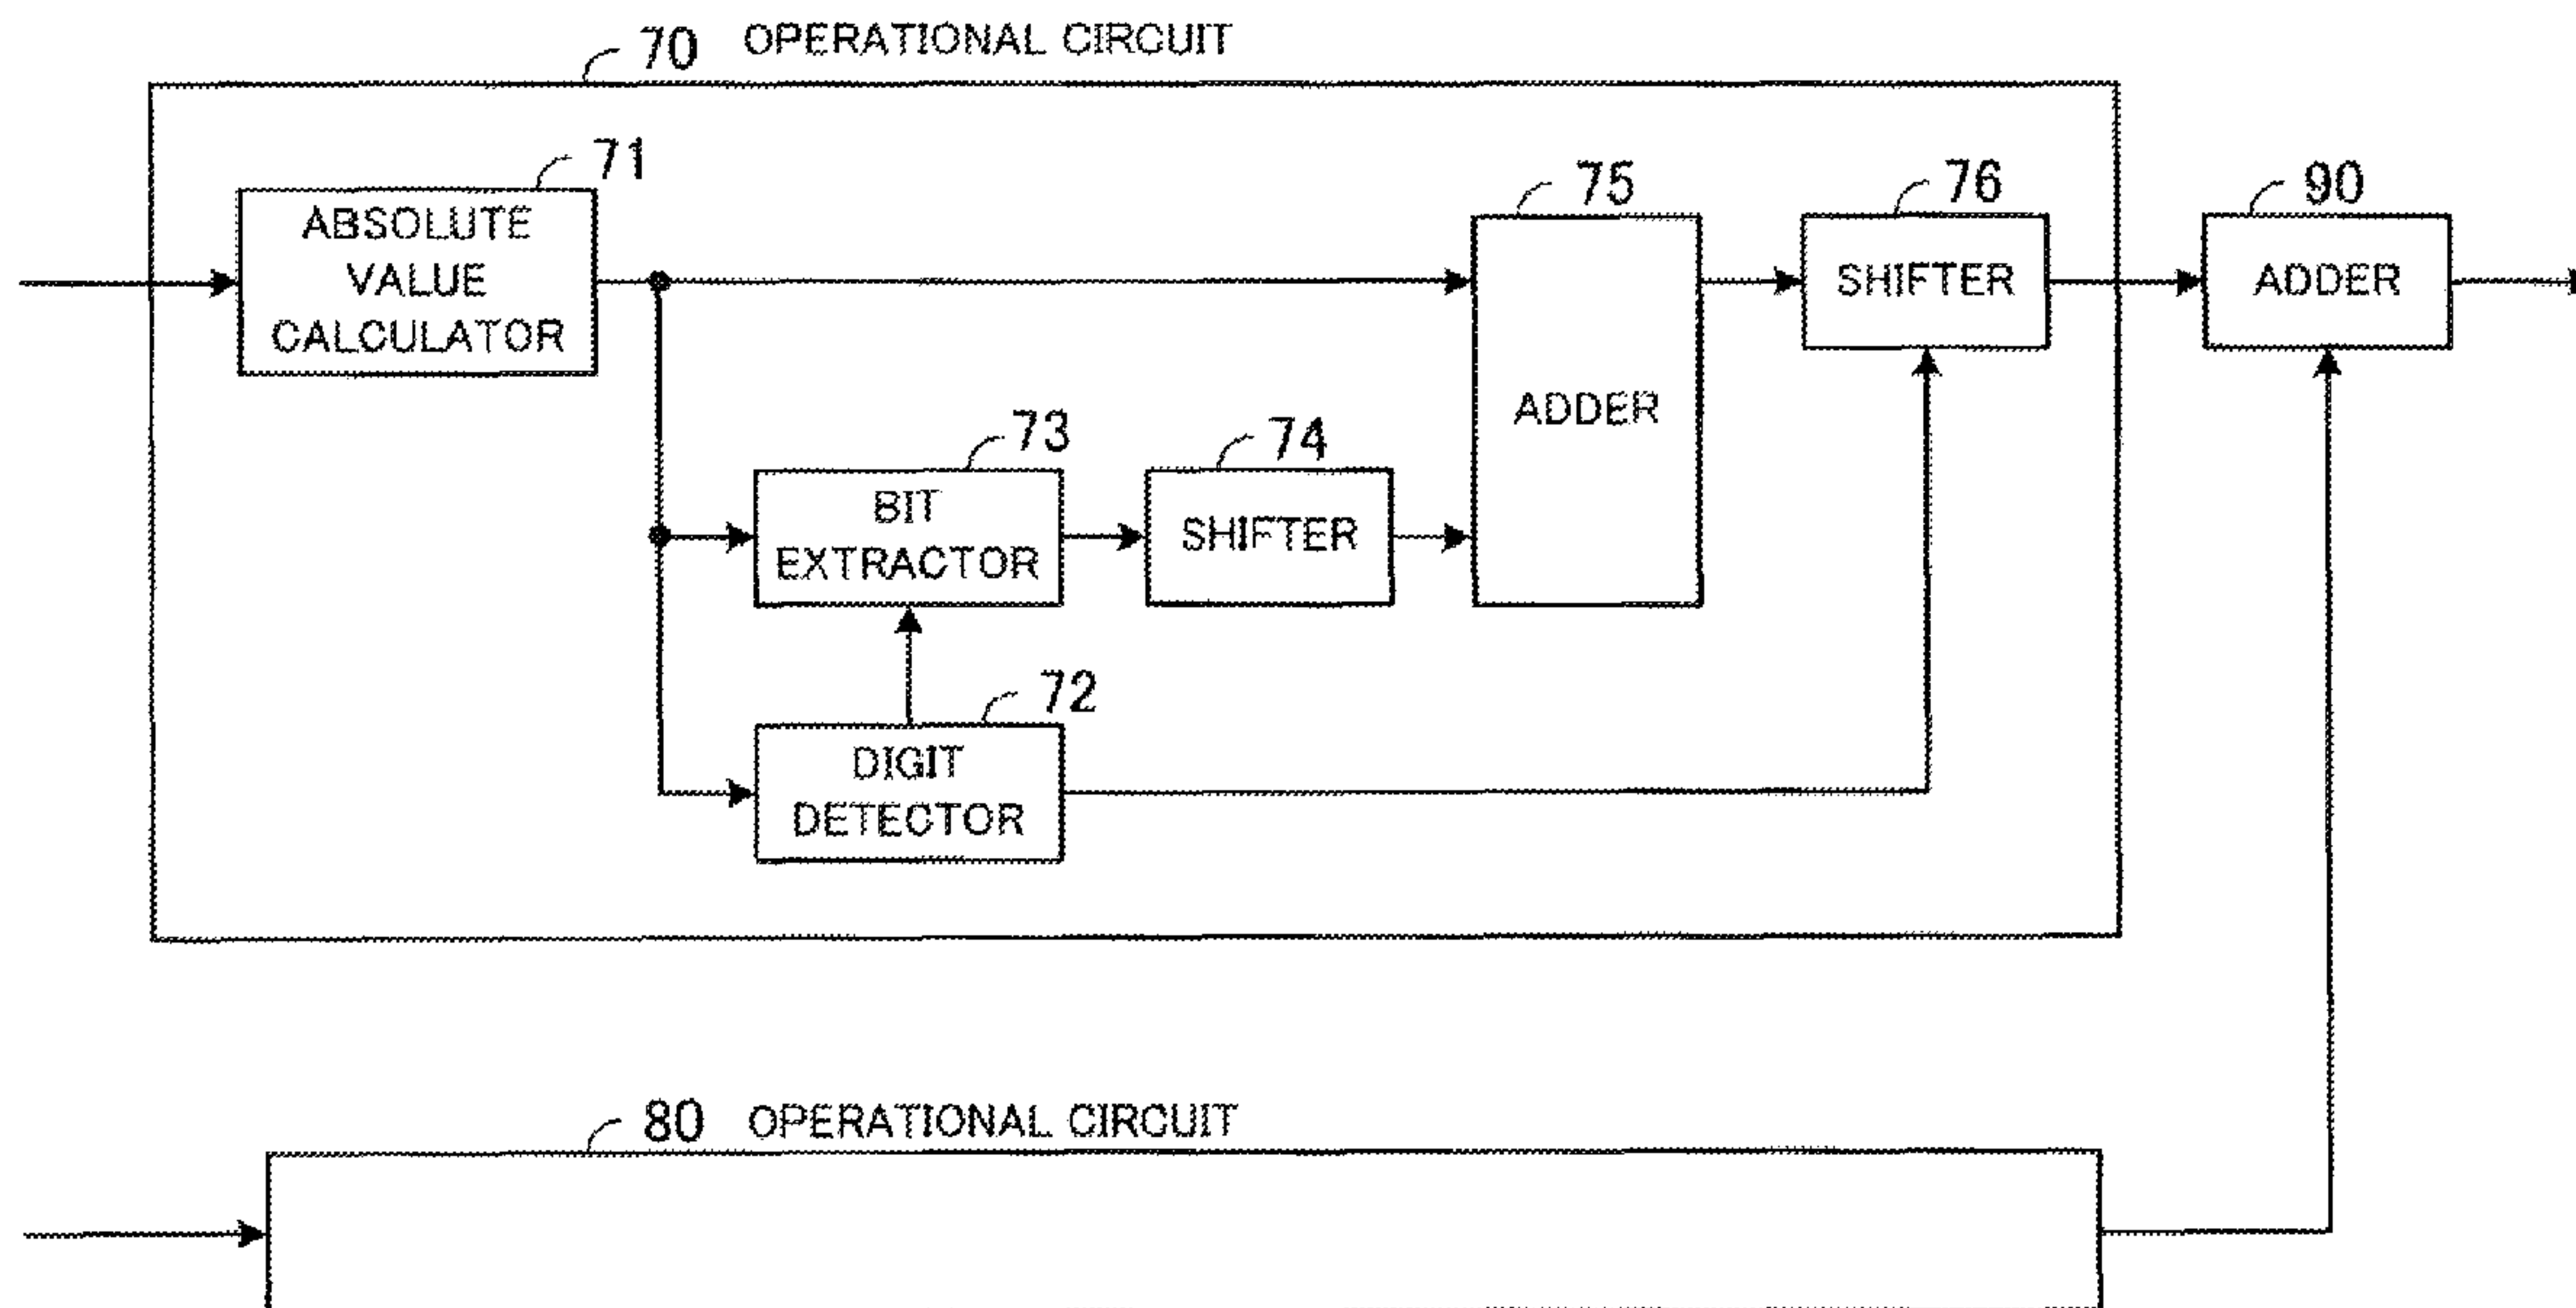 70 OPERATIONAL CIRCUIT
71
ABSOLUTE
VALUE
CALCULATOR
75
ADDER
76
SHIFTER
90
ADDER
73
BIT
EXTRACTOR
74
SHIFTER
72
DIGIT
DETECTOR
80 OPERATIONAL CIRCUIT